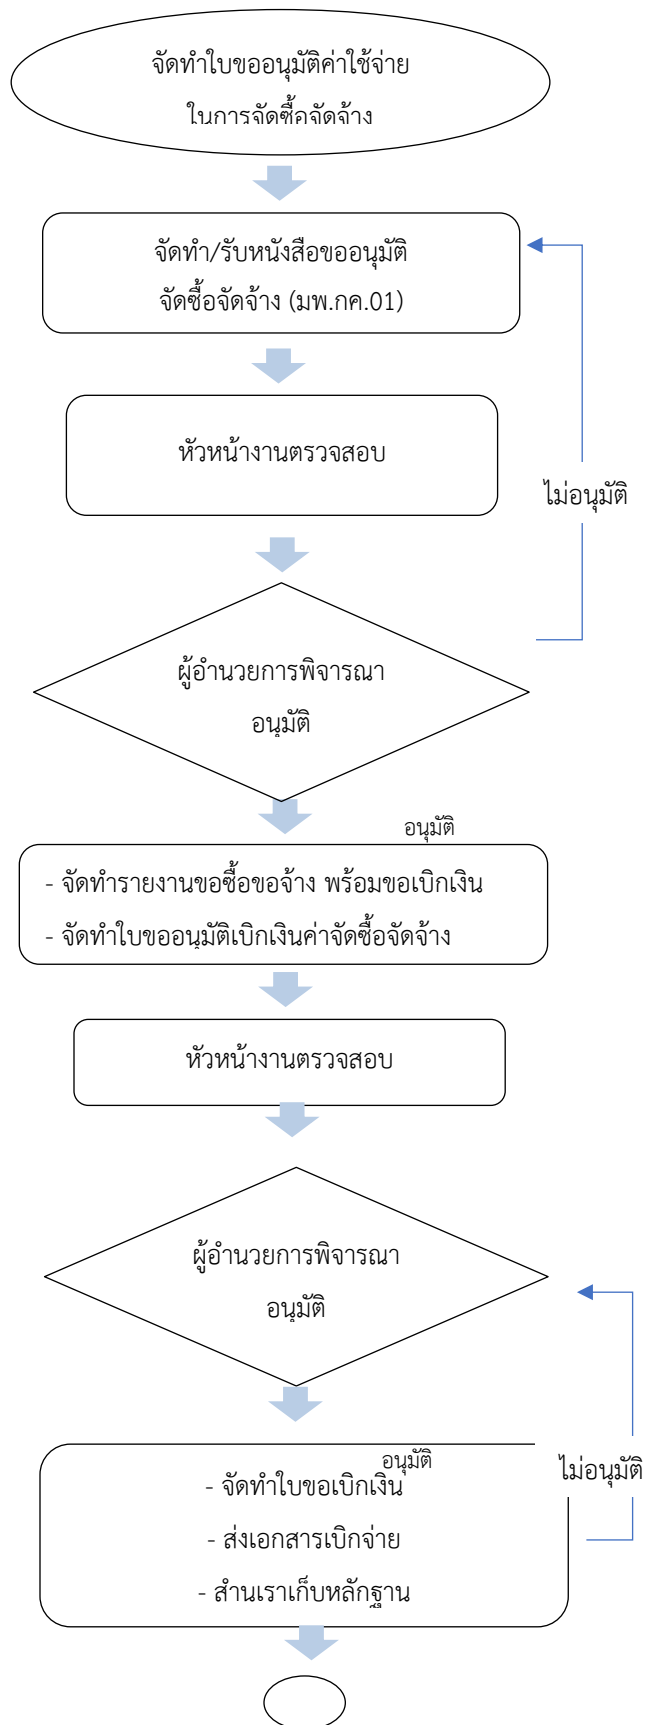 จัดทำใบขออนุมัติค่าใช้จ่าย
ในการจัดซื้อจัดจ้าง
จัดทำ/รับหนังสือขออนุมัติ
จัดซื้อจัดจ้าง (มพ.กค.01)
หัวหน้างานตรวจสอบ
ไม่อนุมัติ
ผู้อำนวยการพิจารณา
อนุมัติ
อนุมัติ
- จัดทำรายงานขอซื้อขอจ้าง พร้อมขอเบิกเงิน
- จัดทำใบขออนุมัติเบิกเงินค่าจัดซื้อจัดจ้าง
หัวหน้างานตรวจสอบ
ผู้อำนวยการพิจารณา
อนุมัติ
อนุมัติ
ไม่อนุมัติ
- จัดทำใบขอเบิกเงิน
- ส่งเอกสารเบิกจ่าย
- สำนเราเก็บหลักฐาน